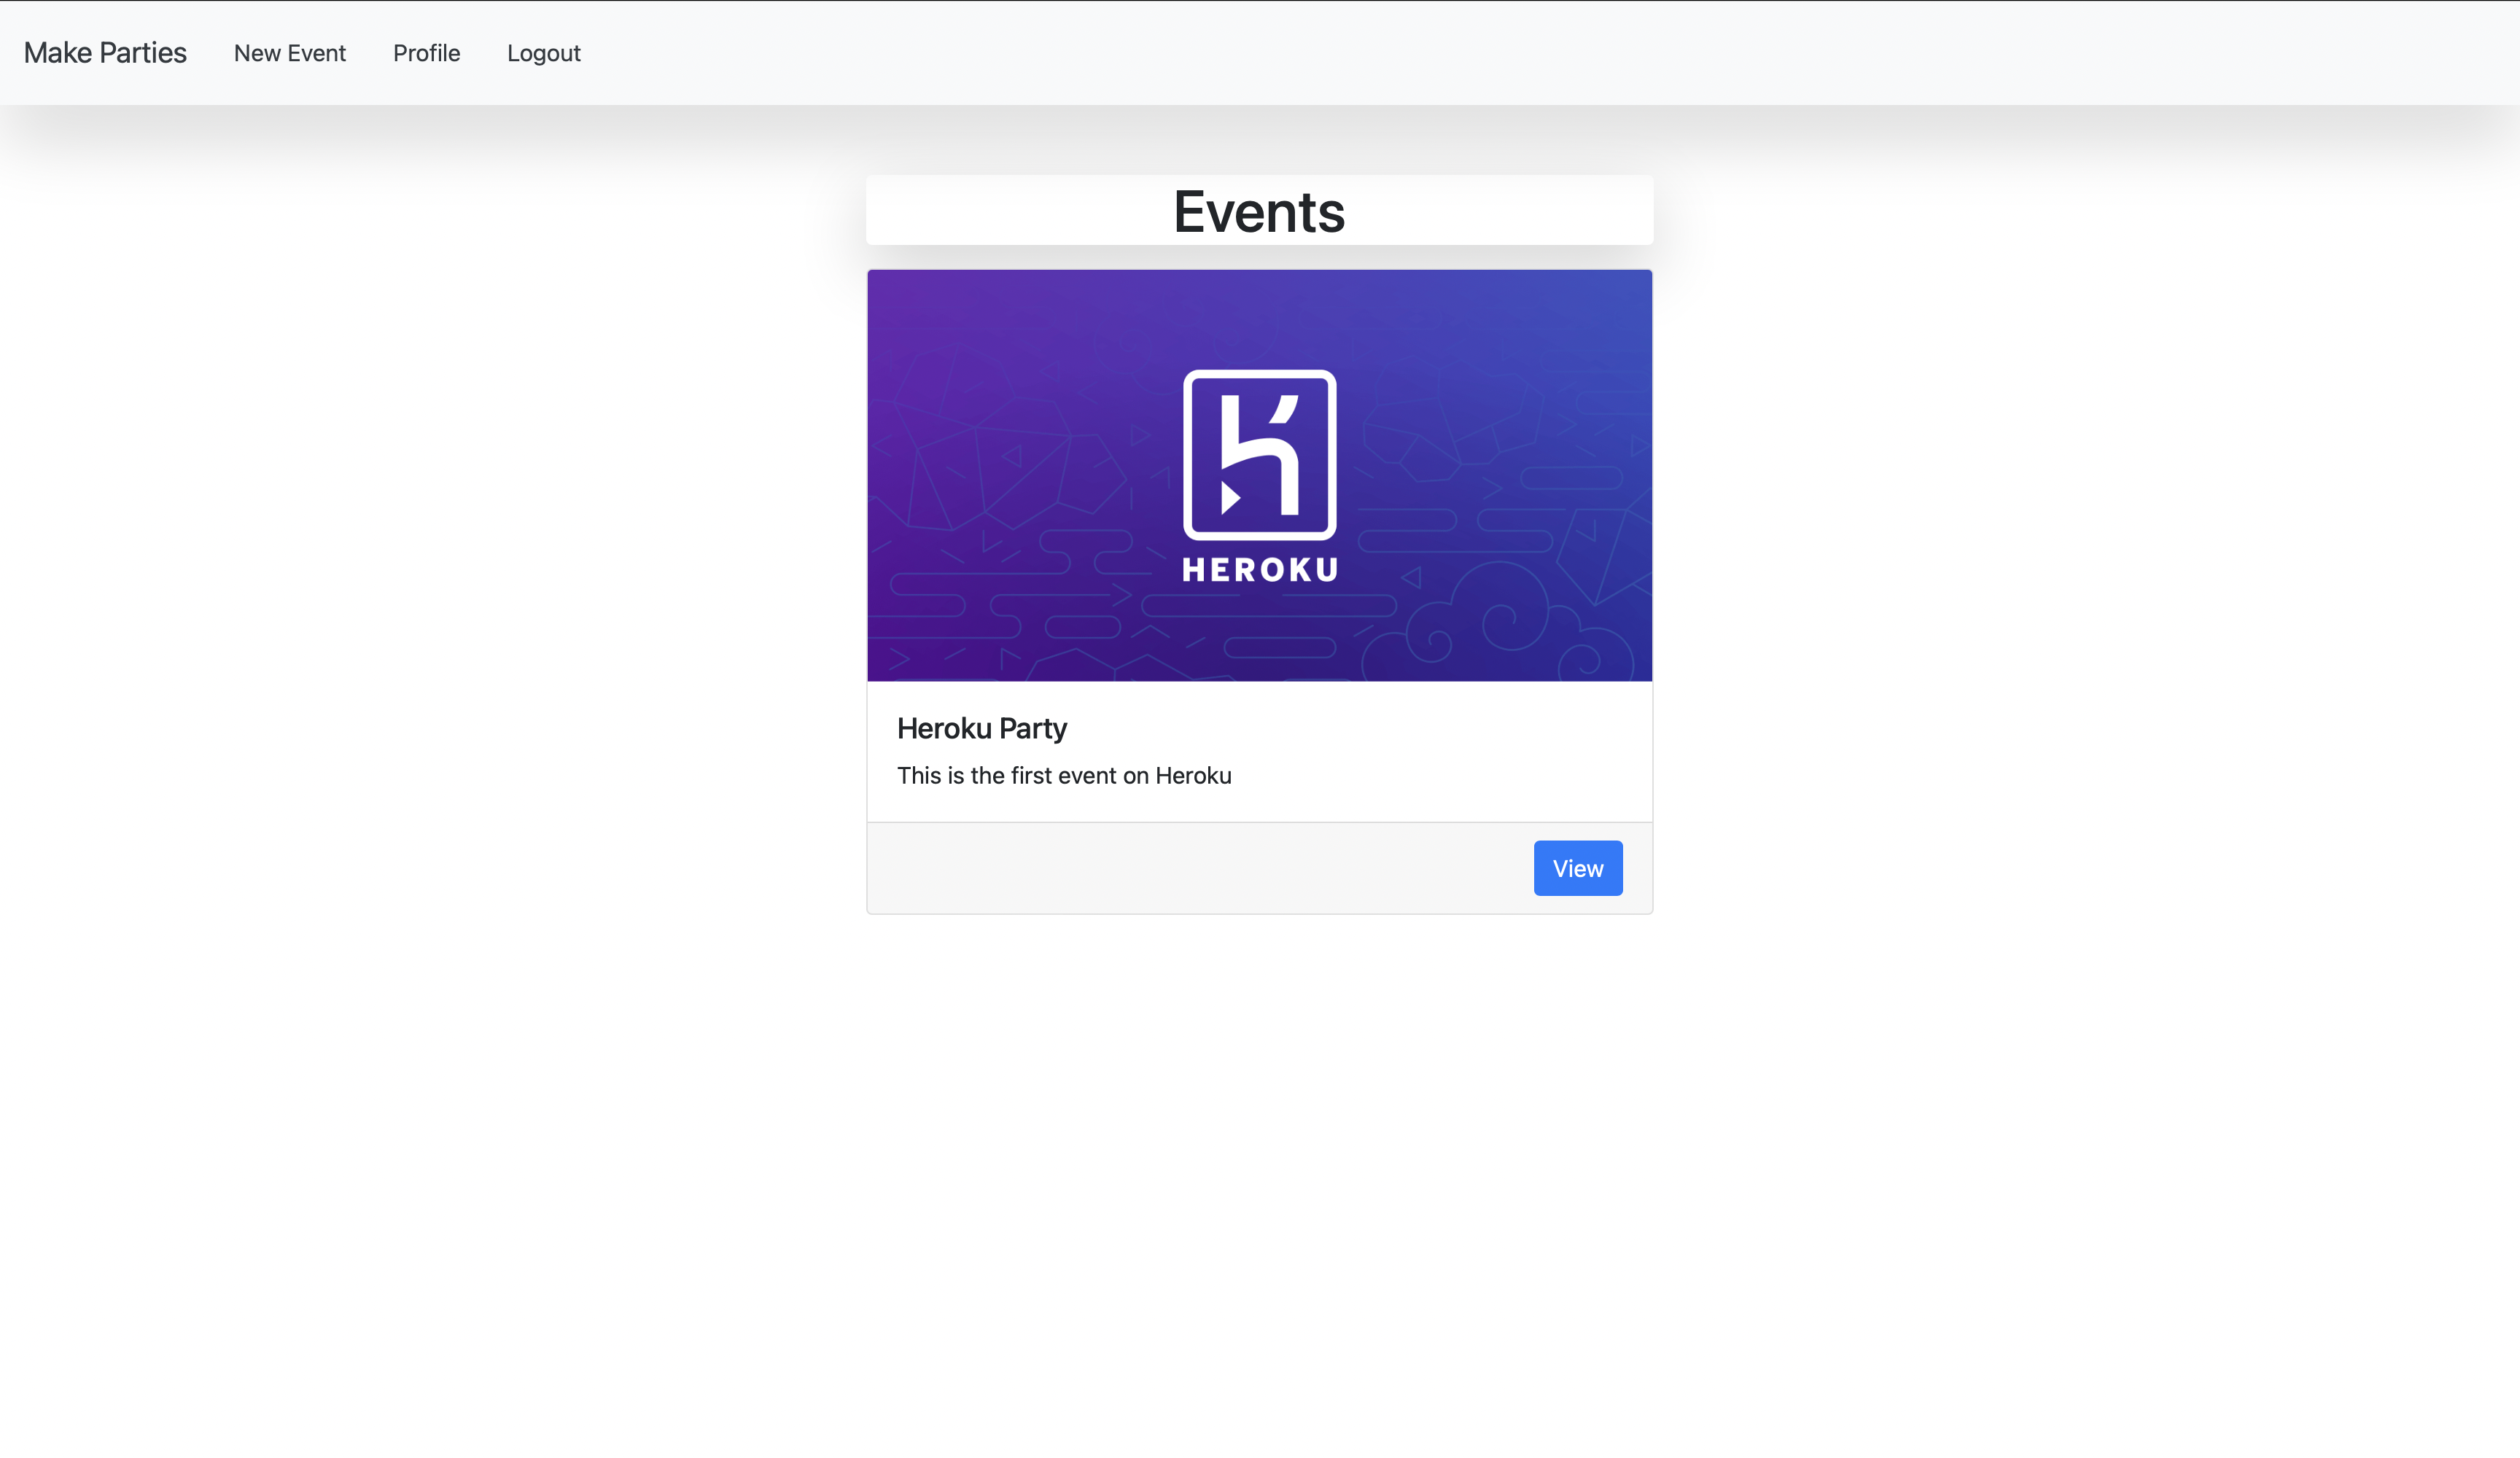 Make Parties New Event Profile Logout
Events
HEROKU
Heroku Party
This is the first event on Heroku
View